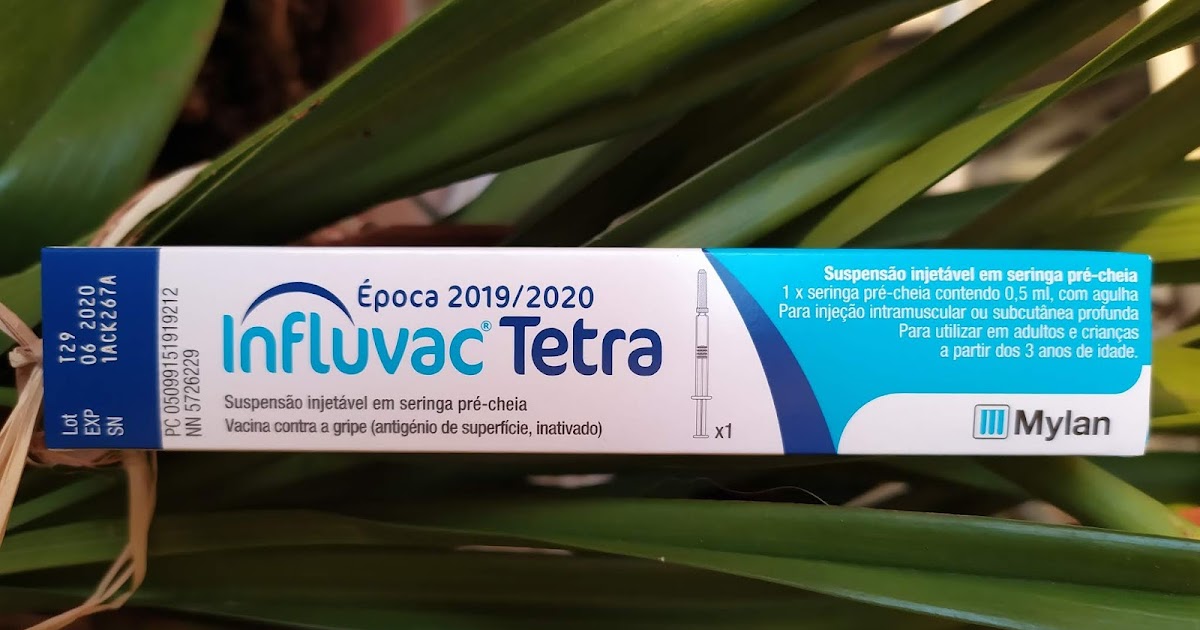 Lot T29
EXP 06 2020
SN 1ACK267A
PC 05099151919212
NN 5726229
Época 2019/2020
Influvac® Tetra
Suspensão injetável em seringa pré-cheia
Vacina contra a gripe (antigénio de superfície, inativado)
x1
Suspensão injetável em seringa pré-cheia
1 x seringa pré-cheia contendo 0,5 ml, com agulha
Para injeção intramuscular ou subcutânea profunda
Para utilizar em adultos e crianças
a partir dos 3 anos de idade.
Mylan